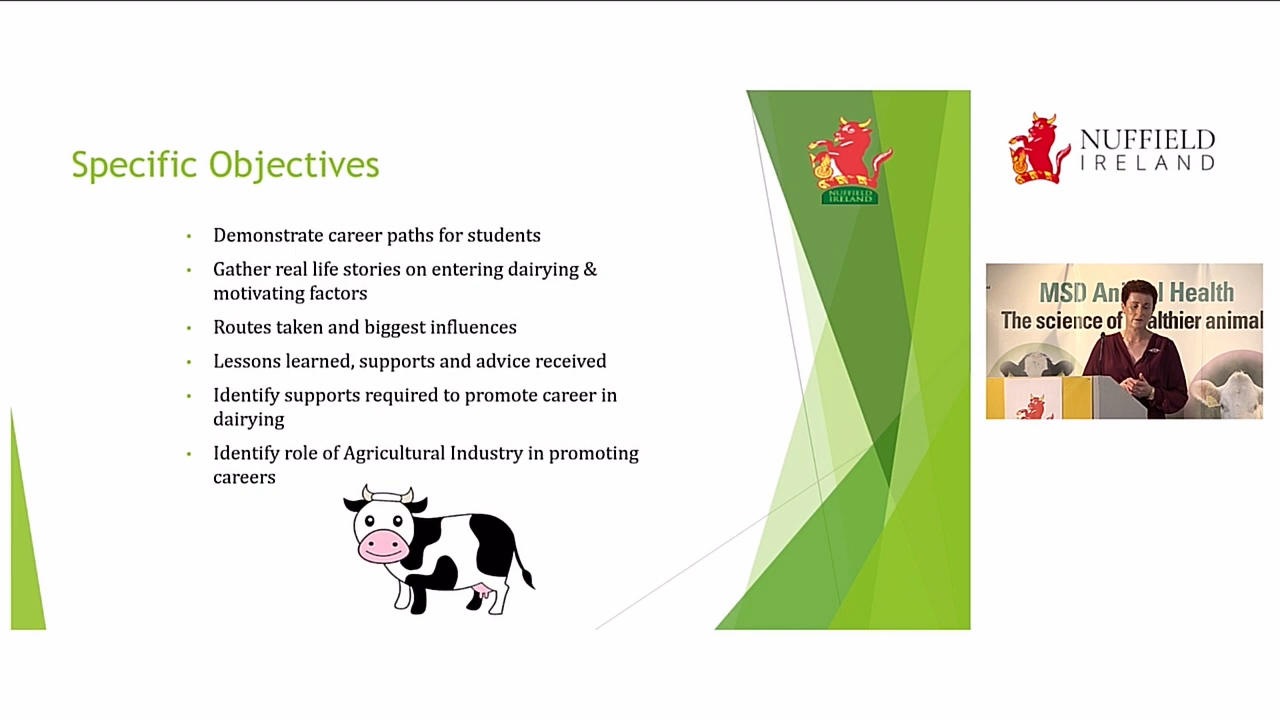 Specific Objectives
Demonstrate career paths for students
Gather real life stories on entering dairying &
motivating factors
Routes taken and biggest influences
Lessons learned, supports and advice received
Identify supports required to promote career in
dairying
Identify role of Agricultural Industry in promoting
careers
NUFFIELD
IRELAND
NUFFIELD
IRELAND
MSD Ani l Health
The science of althier animal